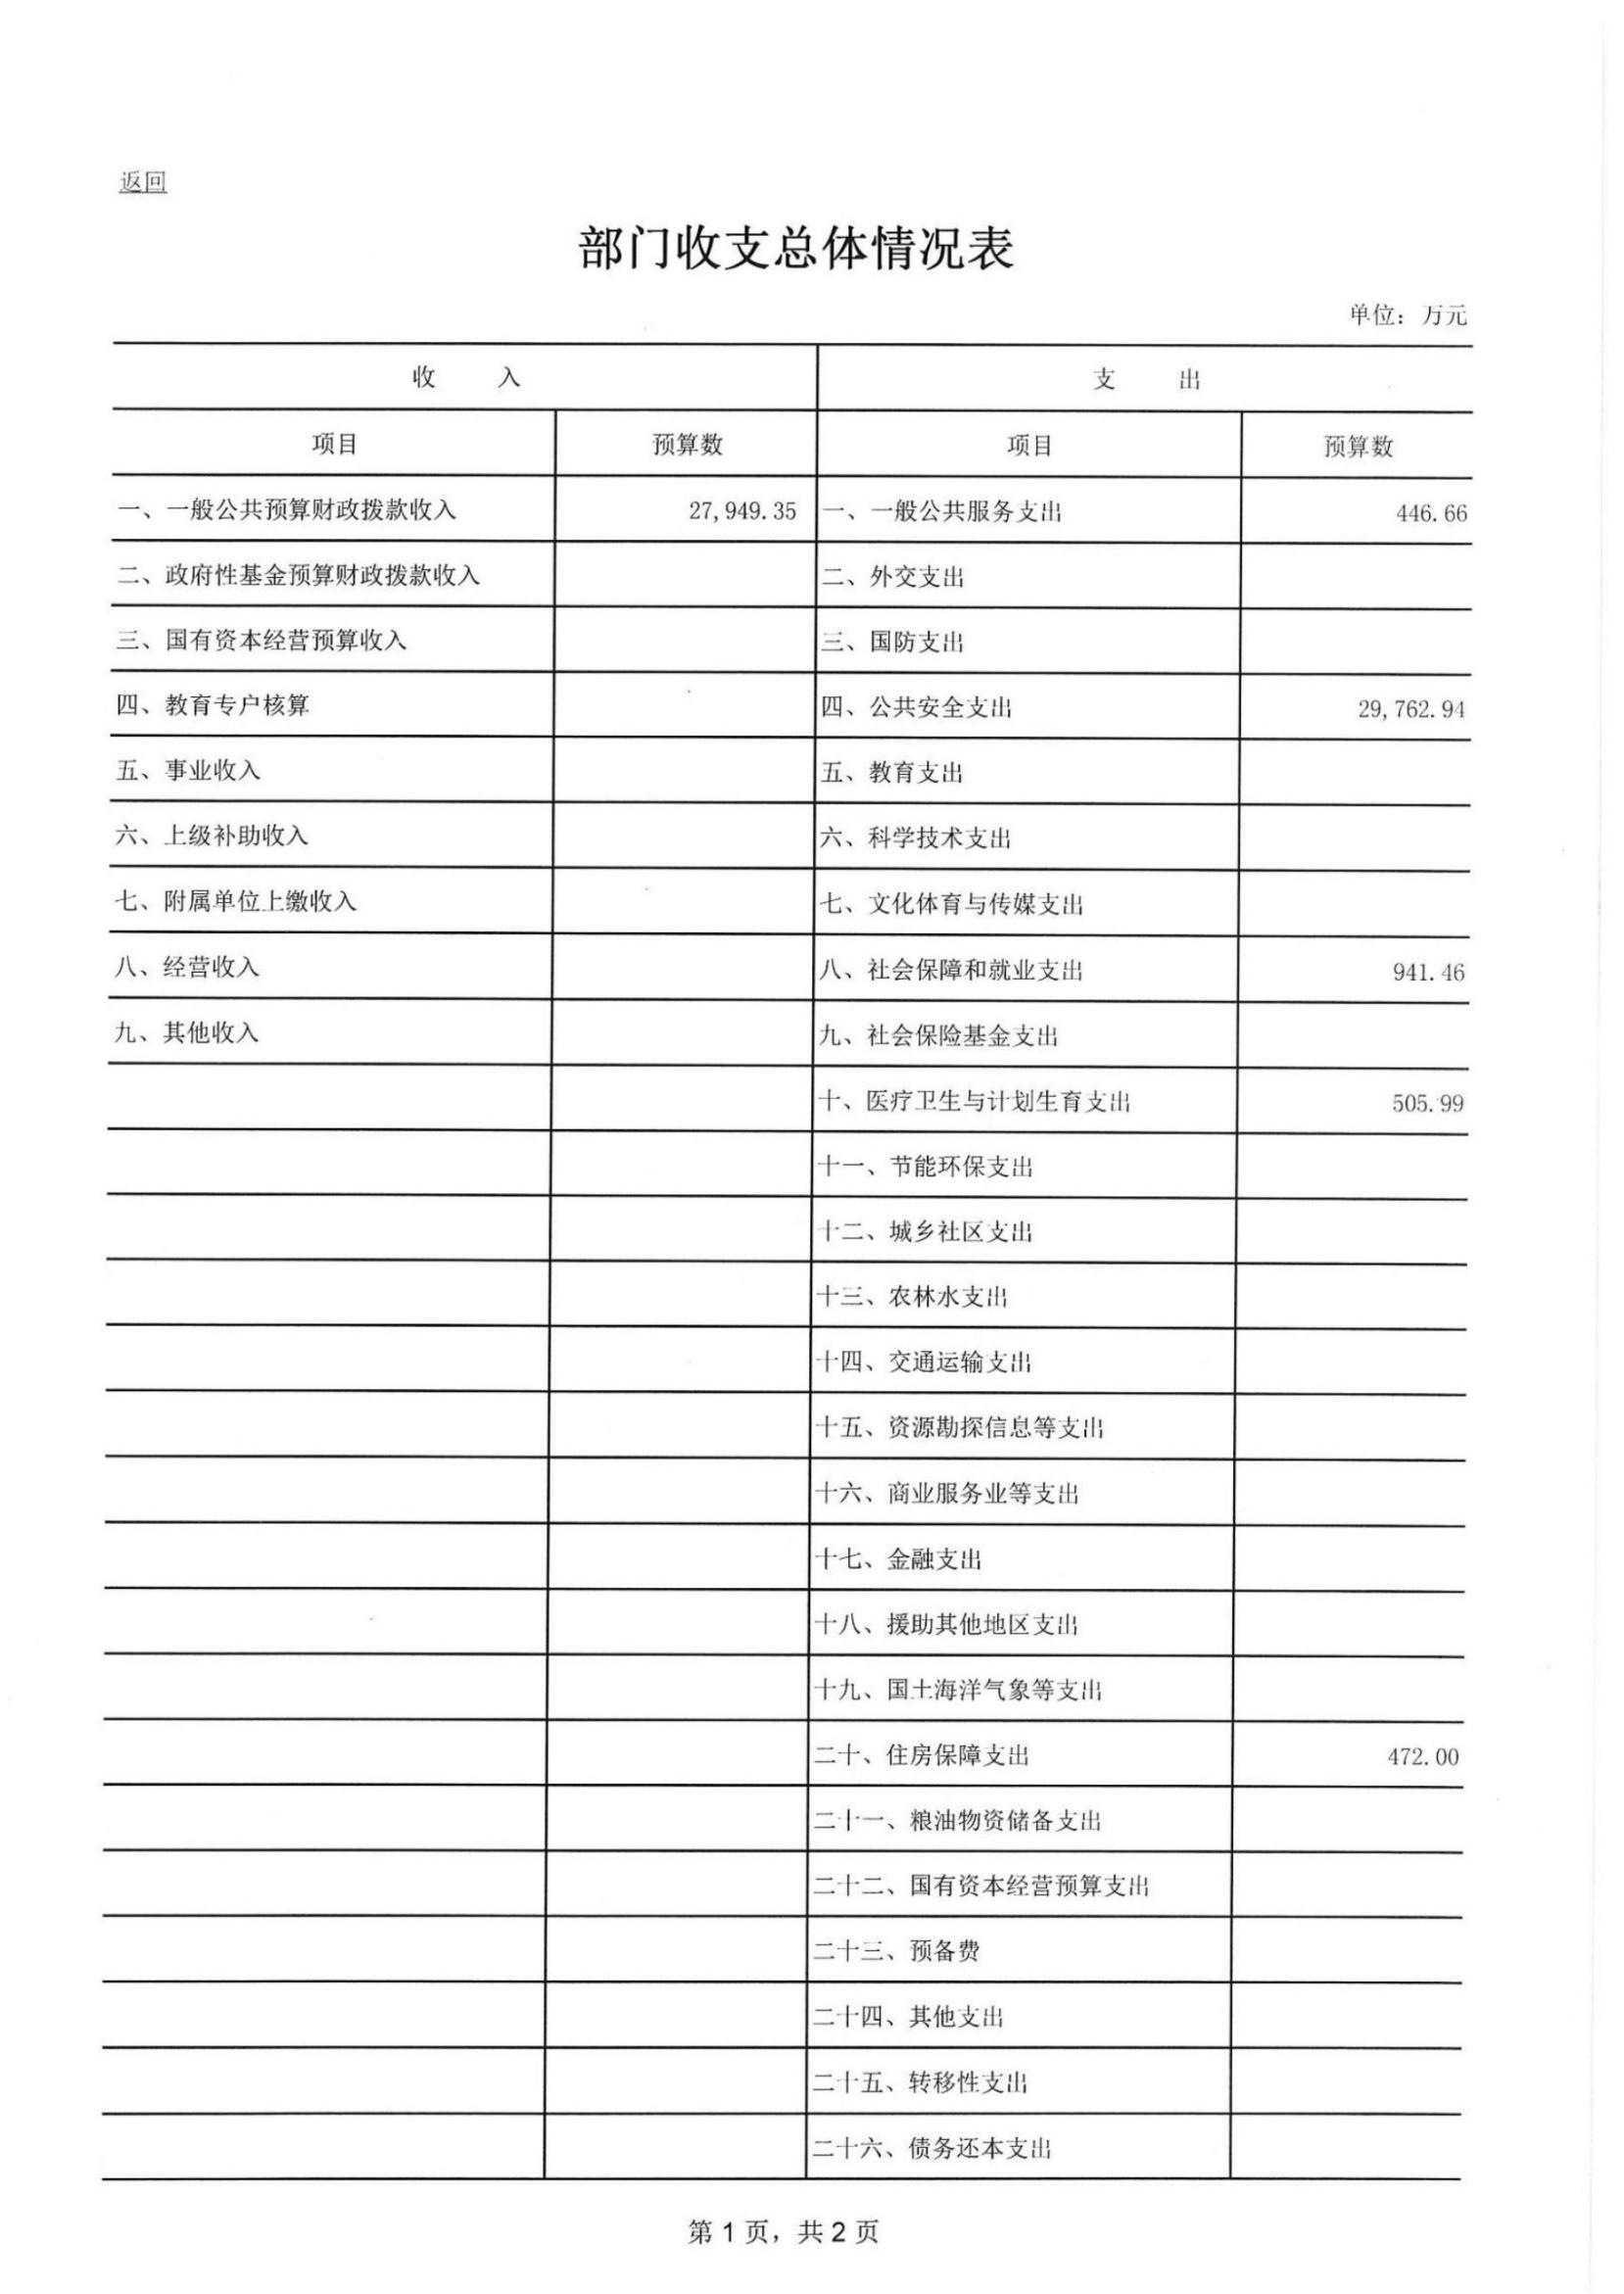 返回
部门收支总体情况表
单位：万元
收 入 支 出
项目 预算数 项目 预算数
一、一般公共预算财政拨款收入 27,949.35 一、一般公共服务支出 446.66
二、政府性基金预算财政拨款收入 二、外交支出
三、国有资本经营预算收入 三、国防支出
四、教育专户核算 四、公共安全支出 29,762.94
五、事业收入 五、教育支出
六、上级补助收入 六、科学技术支出
七、附属单位上缴收入 七、文化体育与传媒支出
八、经营收入 八、社会保障和就业支出 941.46
九、其他收入 九、社会保险基金支出
十、医疗卫生与计划生育支出 505.99
十一、节能环保支出
十二、城乡社区支出
十三、农林水支出
十四、交通运输支出
十五、资源勘探信息等支出
十六、商业服务业等支出
十七、金融支出
十八、援助其他地区支出
十九、国土海洋气象等支出
二十、住房保障支出 472.00
二十一、粮油物资储备支出
二十二、国有资本经营预算支出
二十三、预备费
二十四、其他支出
二十五、转移性支出
二十六、债务还本支出
第 1 页，共 2 页